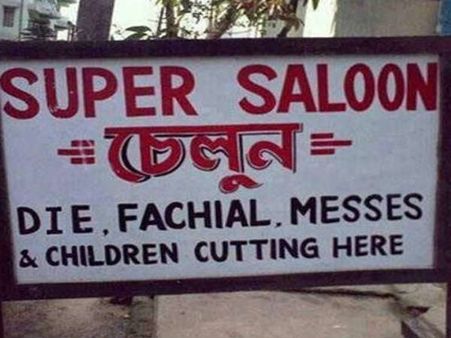 SUPER SALOON
চেলুন
DIE, FACHIAL, MESSES
& CHILDREN CUTTING HERE